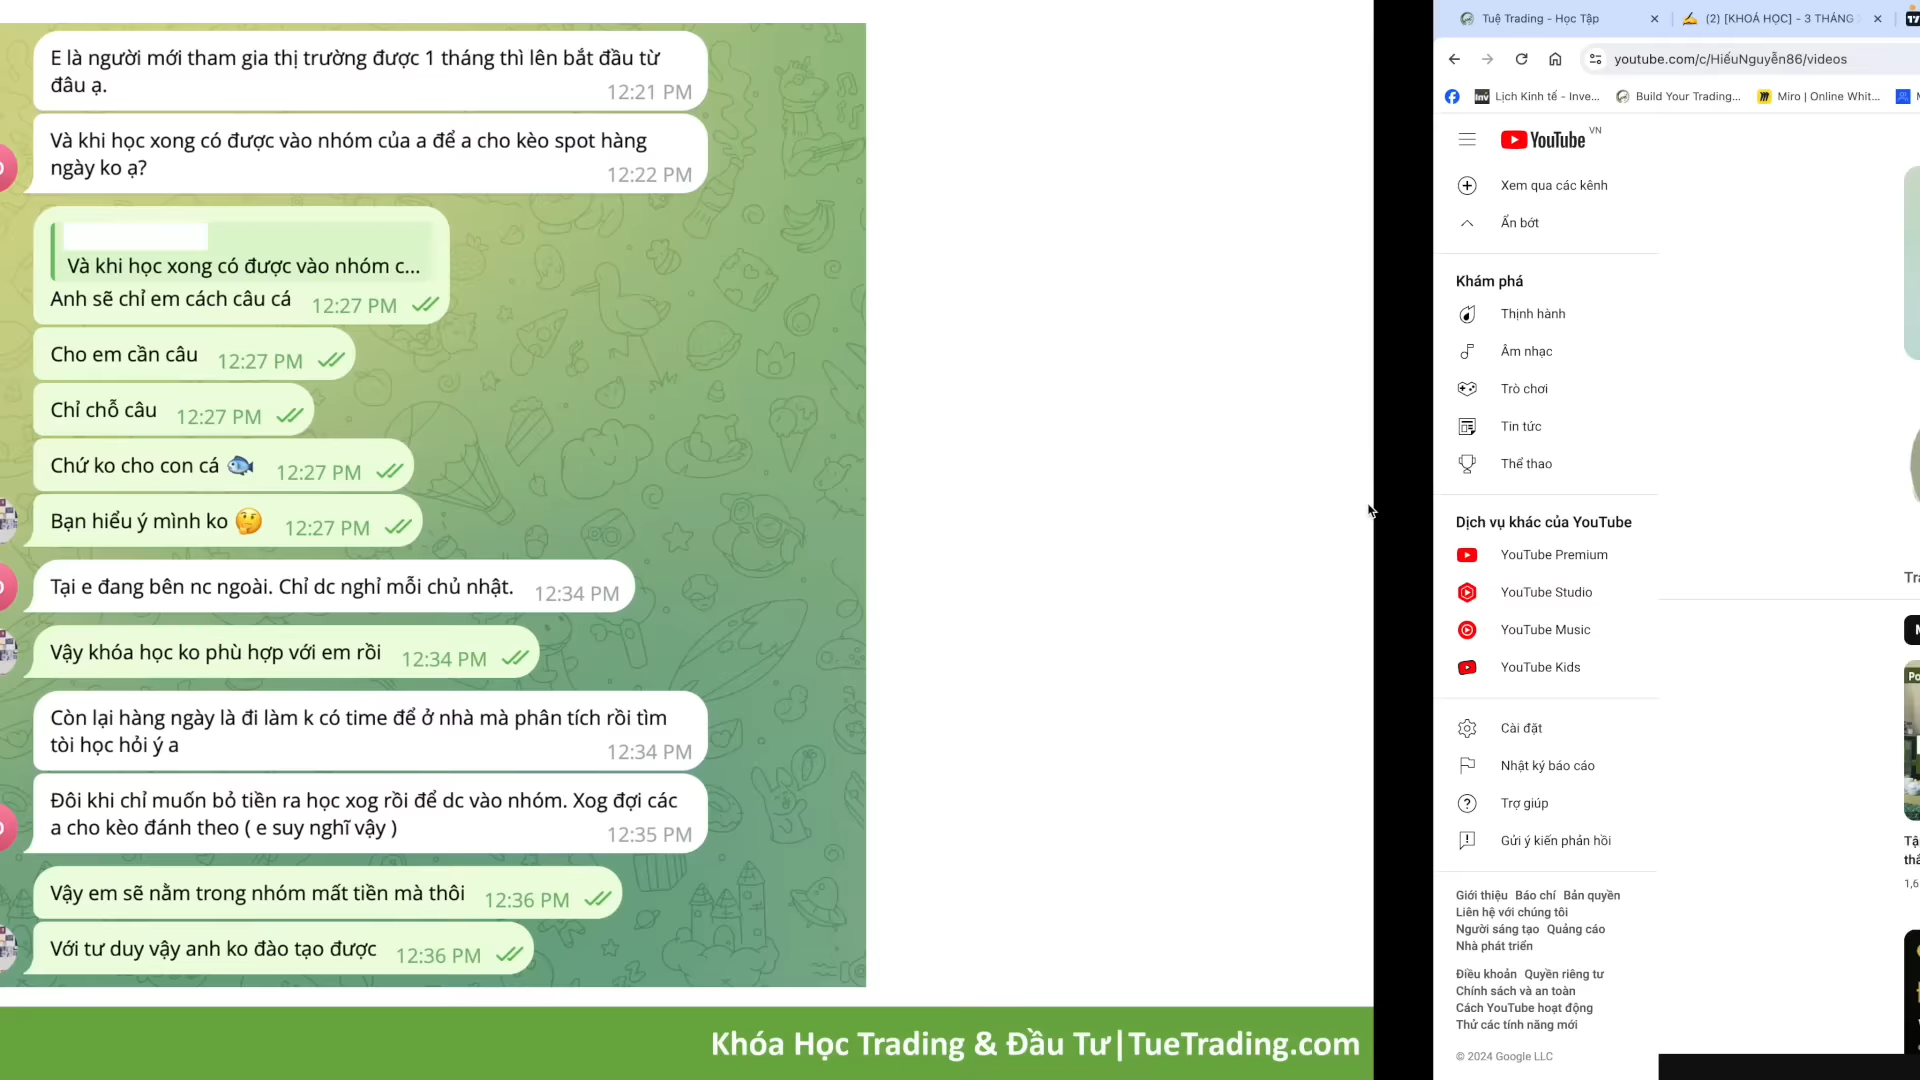 E là người mới tham gia thị trường được 1 tháng thì lên bắt đầu từ
đâu ạ.
12:21 PM
Và khi học xong có được vào nhóm của a để a cho kèo spot hàng
ngày ko ạ?
12:22 PM
Và khi học xong có được vào nhóm c...
Anh sẽ chỉ em cách câu cá 12:27 PM
Cho em cần câu 12:27 PM
Chỉ chỗ câu 12:27 PM
Chứ ko cho con cá 🐟 12:27 PM
Bạn hiểu ý mình ko 🤔 12:27 PM
Tại e đang bên nc ngoài. Chỉ dc nghỉ mỗi chủ nhật. 12:34 PM
Vậy khóa học ko phù hợp với em rồi 12:34 PM
Còn lại hàng ngày là đi làm k có time để ở nhà mà phân tích rồi tìm
tòi học hỏi ý a
12:34 PM
Đôi khi chỉ muốn bỏ tiền ra học xog rồi để dc vào nhóm. Xog đợi các
a cho kèo đánh theo ( e suy nghĩ vậy )
12:35 PM
Vậy em sẽ nằm trong nhóm mất tiền mà thôi 12:36 PM
Với tư duy vậy anh ko đào tạo được 12:36 PM
Khóa Học Trading & Đầu Tư|TueTrading.com
Tuệ Trading - Học Tập
(2) [KHOÁ HỌC] - 3 THÁNG
youtube.com/c/HiếuNguyễn86/videos
Lịch Kinh tế - Inve...
Build Your Trading...
Miro | Online Whit...
YouTube VN
Xem qua các kênh
Ẩn bớt
Khám phá
Thịnh hành
Âm nhạc
Trò chơi
Tin tức
Thể thao
Dịch vụ khác của YouTube
YouTube Premium
YouTube Studio
YouTube Music
YouTube Kids
Cài đặt
Nhật ký báo cáo
Trợ giúp
Gửi ý kiến phản hồi
Giới thiệu Báo chí Bản quyền
Liên hệ với chúng tôi
Người sáng tạo Quảng cáo
Nhà phát triển
Điều khoản Quyền riêng tư
Chính sách và an toàn
Cách YouTube hoạt động
Thử các tính năng mới
© 2024 Google LLC